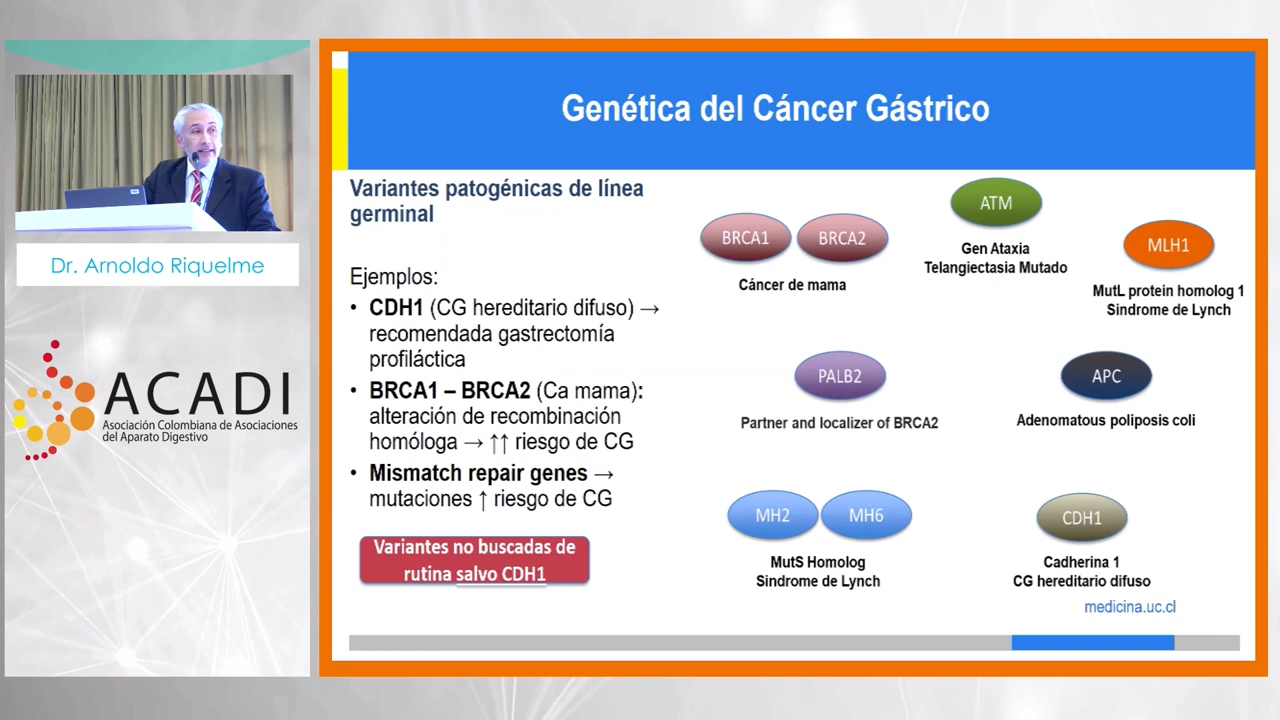 Genética del Cáncer Gástrico
Variantes patogénicas de línea
germinal
Ejemplos:
• CDH1 (CG hereditario difuso) →
recomendada gastrectomía
profiláctica
• BRCA1 – BRCA2 (Ca mama):
alteración de recombinación
homóloga → ↑↑ riesgo de CG
• Mismatch repair genes →
mutaciones ↑ riesgo de CG
Variantes no buscadas de
rutina salvo CDH1
BRCA1
BRCA2
Cáncer de mama
ATM
Gen Ataxia
Telangiectasia Mutado
MLH1
MutL protein homolog 1
Sindrome de Lynch
PALB2
Partner and localizer of BRCA2
APC
Adenomatous poliposis coli
MH2
MH6
MutS Homolog
Sindrome de Lynch
CDH1
Cadherina 1
CG hereditario difuso
medicina.uc.cl
Dr. Arnoldo Riquelme
ACADI
Asociación Colombiana de Asociaciones
del Aparato Digestivo